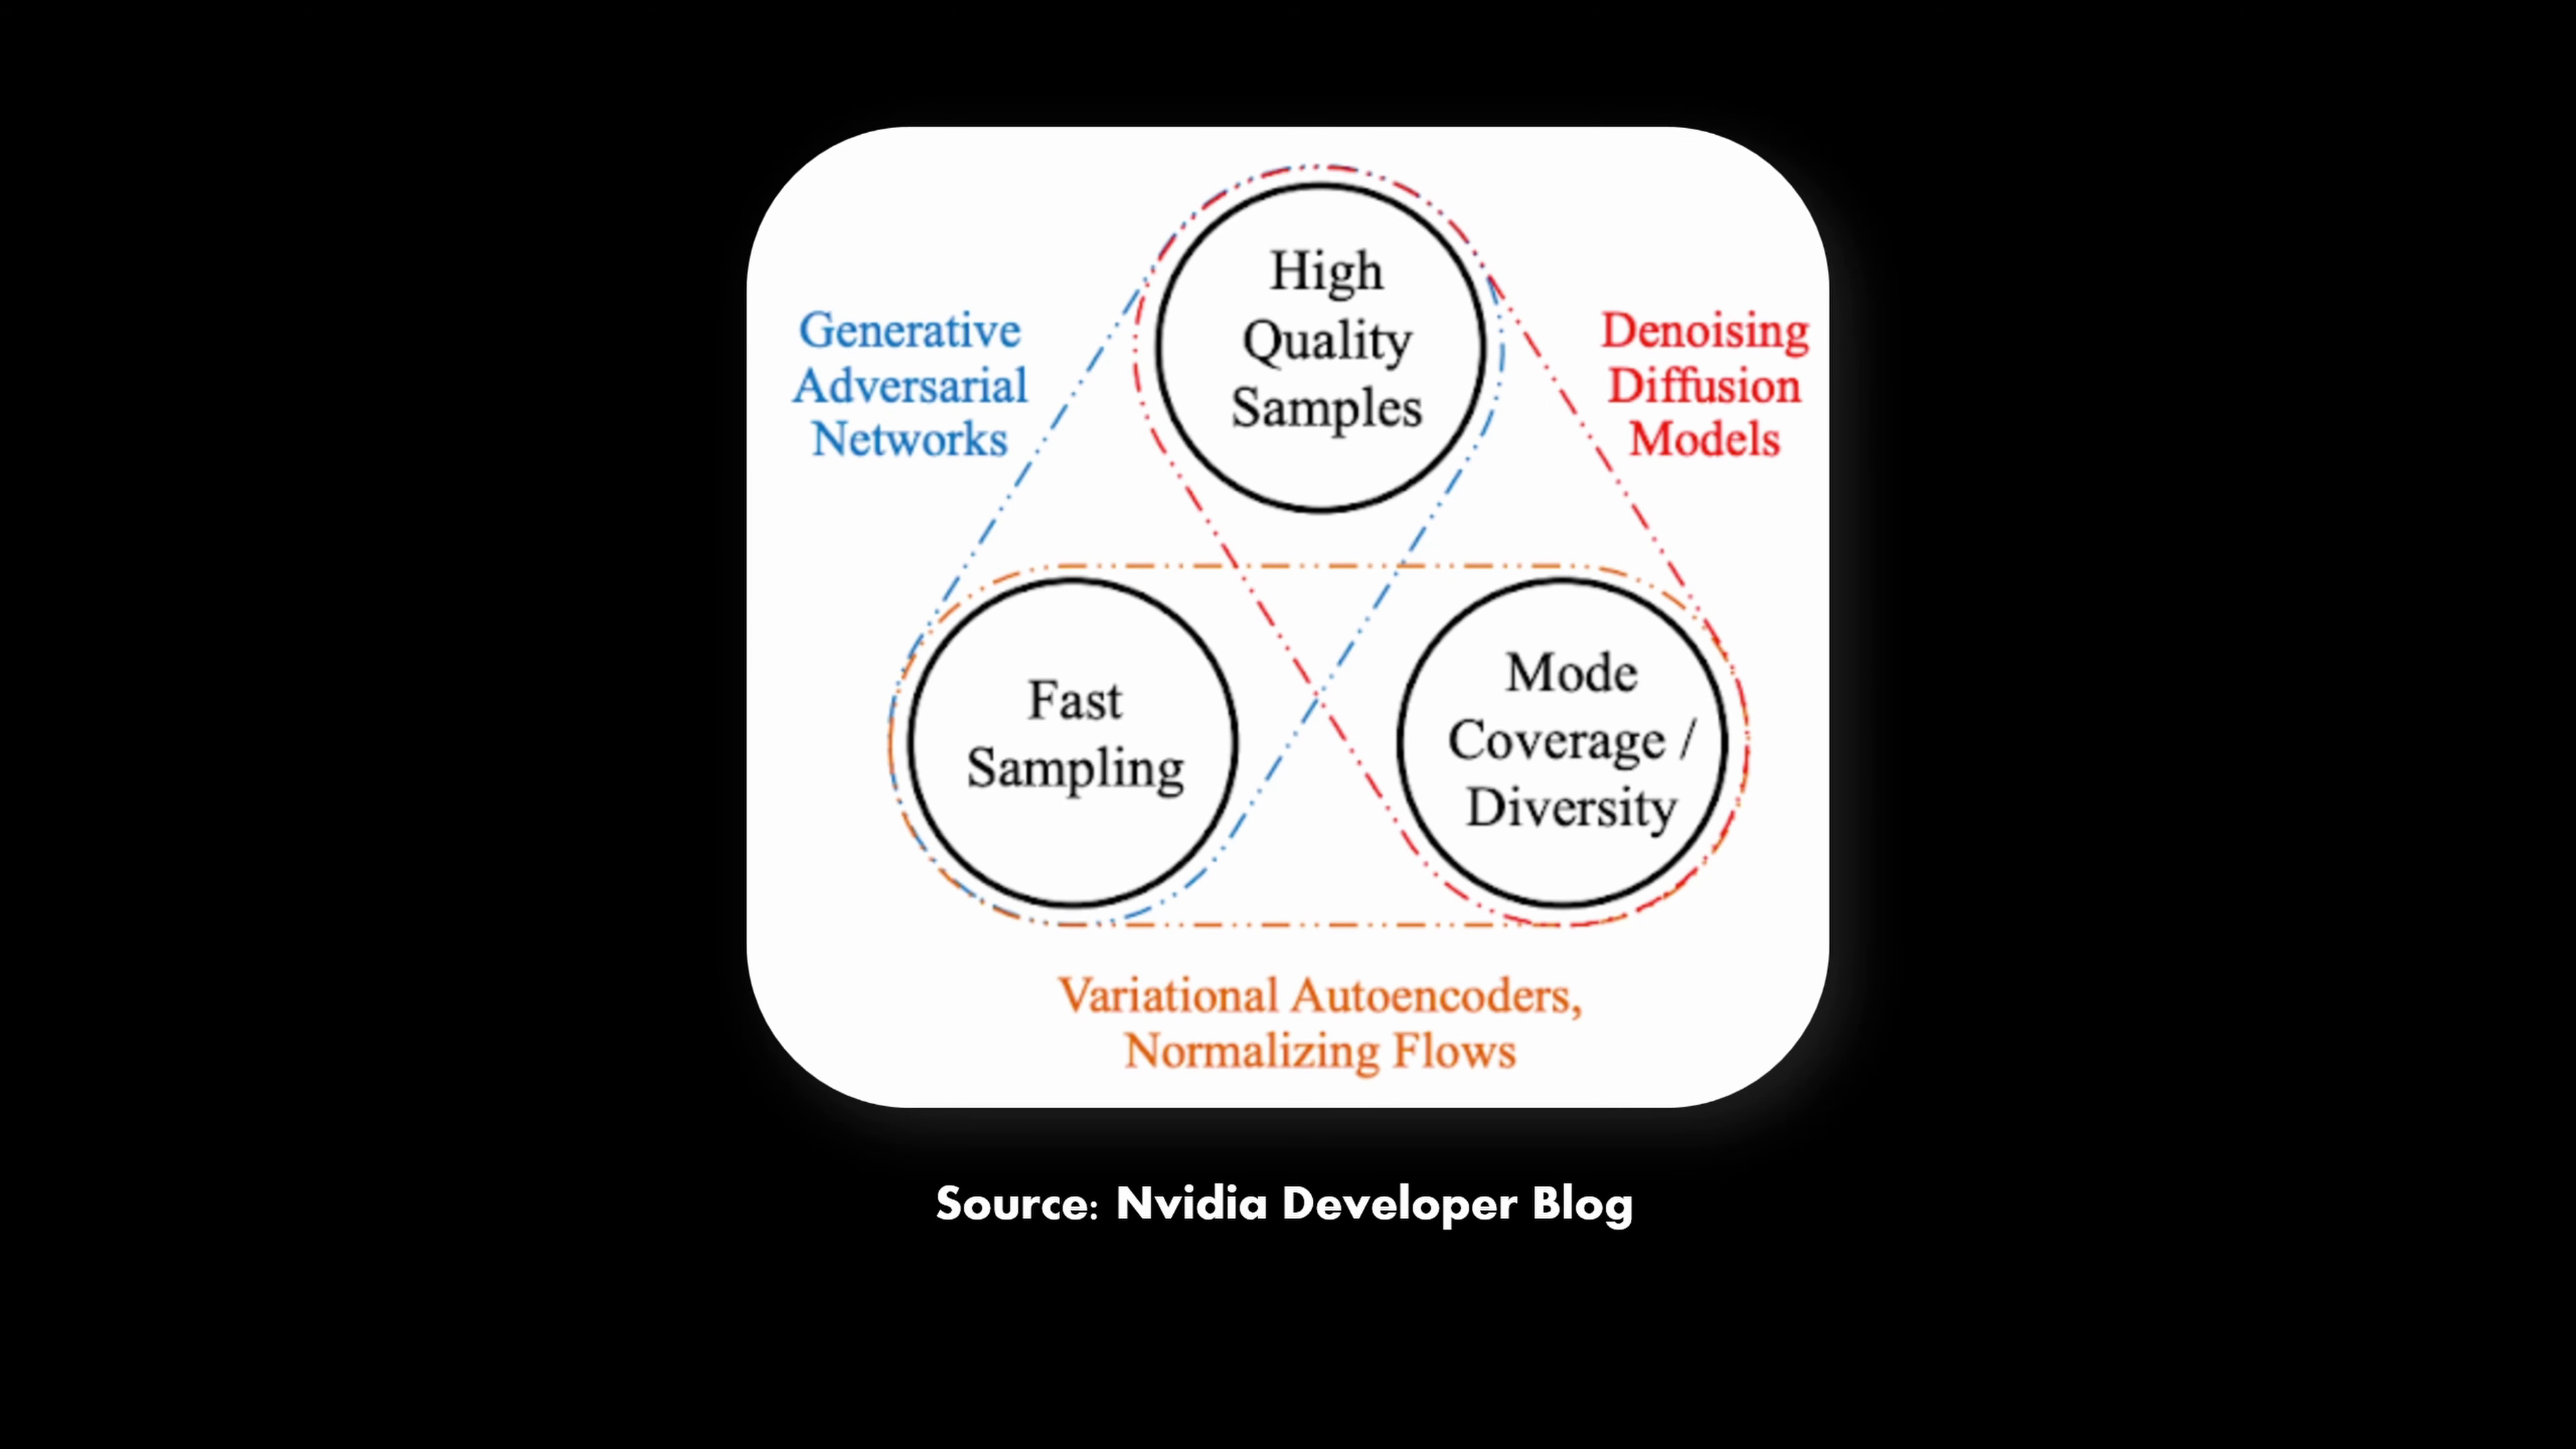 High
Quality
Samples
Generative
Adversarial
Networks
Denoising
Diffusion
Models
Fast
Sampling
Mode
Coverage /
Diversity
Variational Autoencoders,
Normalizing Flows
Source: Nvidia Developer Blog